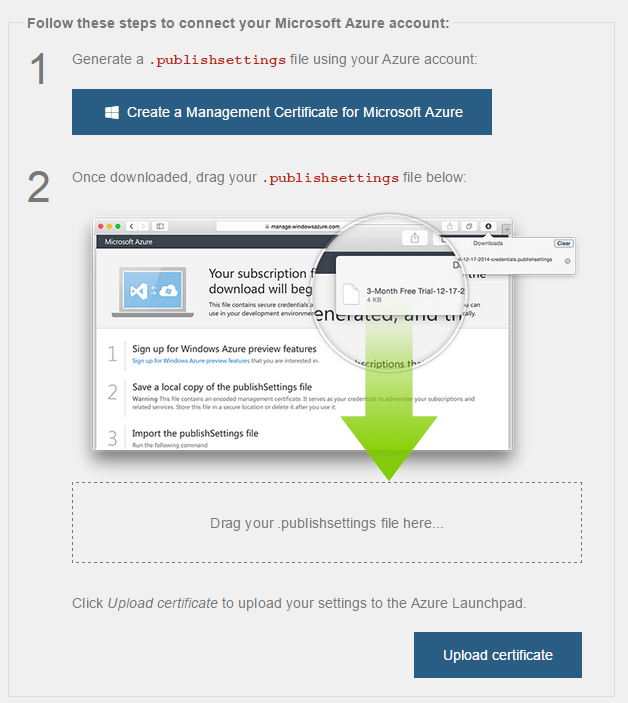 Follow these steps to connect your Microsoft Azure account:
1
Generate a .publishsettings file using your Azure account:
Create a Management Certificate for Microsoft Azure
2
Once downloaded, drag your .publishsettings file below:
manage.windowsazure.com
Microsoft Azure
Downloads
Clear
-12-17-2014-credentials.publishsettings
Your subscription f
download will beg
This file contains secure credentials a
use in your development environmen
3-Month Free Trial-12-17-2
4 KB
enerated, and th
1
Sign up for Windows Azure preview features
Sign up for Windows Azure preview features that you are interested in.
scriptions tha
2
Save a local copy of the publishSettings file
Warning This file contains an encoded management certificate. It serves as your credentials to administer your subscriptions and
related services. Store this file in a secure location or delete it after you use it.
3
Import the publishSettings file
Run the following command
Drag your .publishsettings file here...
Click Upload certificate to upload your settings to the Azure Launchpad.
Upload certificate